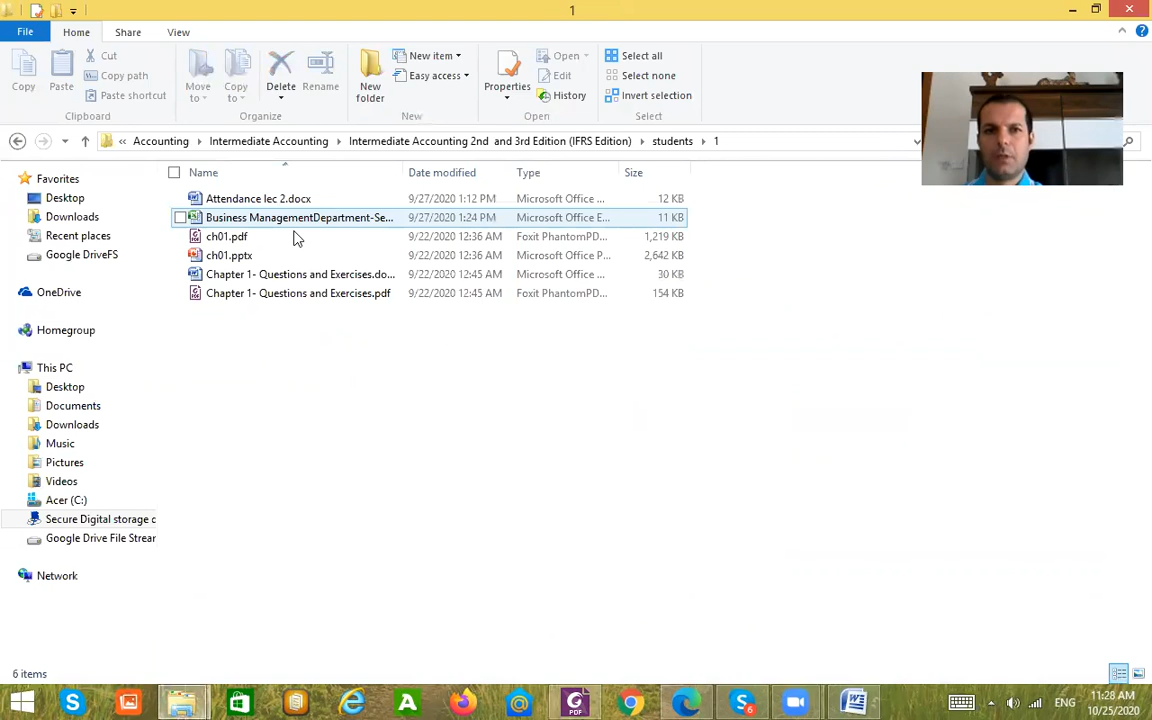 1
File Home Share View
Cut
Copy path
Paste shortcut
Copy Paste
Clipboard
Move to Copy to Delete Rename
Organize
New folder
New item
Easy access
New
Properties
Open
Edit
History
Open
Select all
Select none
Invert selection
Select
« Accounting Intermediate Accounting Intermediate Accounting 2nd and 3rd Edition (IFRS Edition) students 1
Name Date modified Type Size
Attendance lec 2.docx 9/27/2020 1:12 PM Microsoft Office ... 12 KB
Business ManagementDepartment-Se... 9/27/2020 1:24 PM Microsoft Office E... 11 KB
ch01.pdf 9/22/2020 12:36 AM Foxit PhantomPD... 1,219 KB
ch01.pptx 9/22/2020 12:36 AM Microsoft Office P... 2,642 KB
Chapter 1- Questions and Exercises.do... 9/22/2020 12:45 AM Microsoft Office ... 30 KB
Chapter 1- Questions and Exercises.pdf 9/22/2020 12:45 AM Foxit PhantomPD... 154 KB
Favorites
Desktop
Downloads
Recent places
Google DriveFS
OneDrive
Homegroup
This PC
Desktop
Documents
Downloads
Music
Pictures
Videos
Acer (C:)
Secure Digital storage d
Google Drive File Strean
Network
6 items
PDF
6
ENG
11:28 AM
10/25/2020